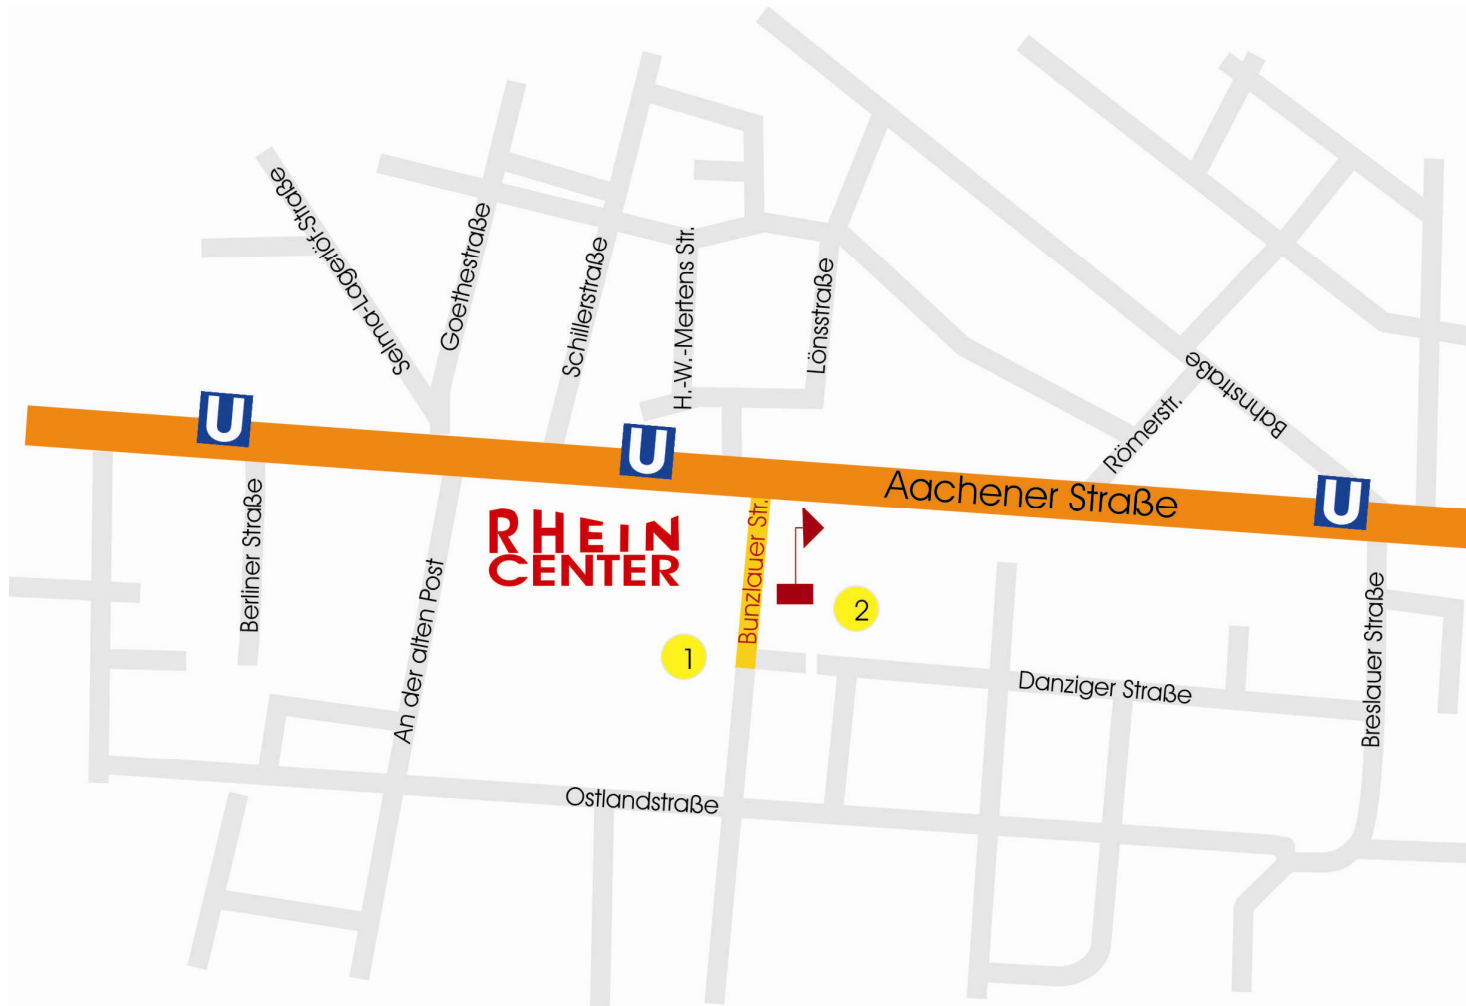 Selma-Lagerlöf-Straße
Goethestraße
Schillerstraße
H.-W.-Mertens Str.
Lönsstraße
Römerstr.
Bahnstraße
U
U
U
Aachener Straße
Berliner Straße
An der alten Post
RHEIN
CENTER
Bunzlauer Str.
1
2
Danziger Straße
Breslauer Straße
Ostlandstraße